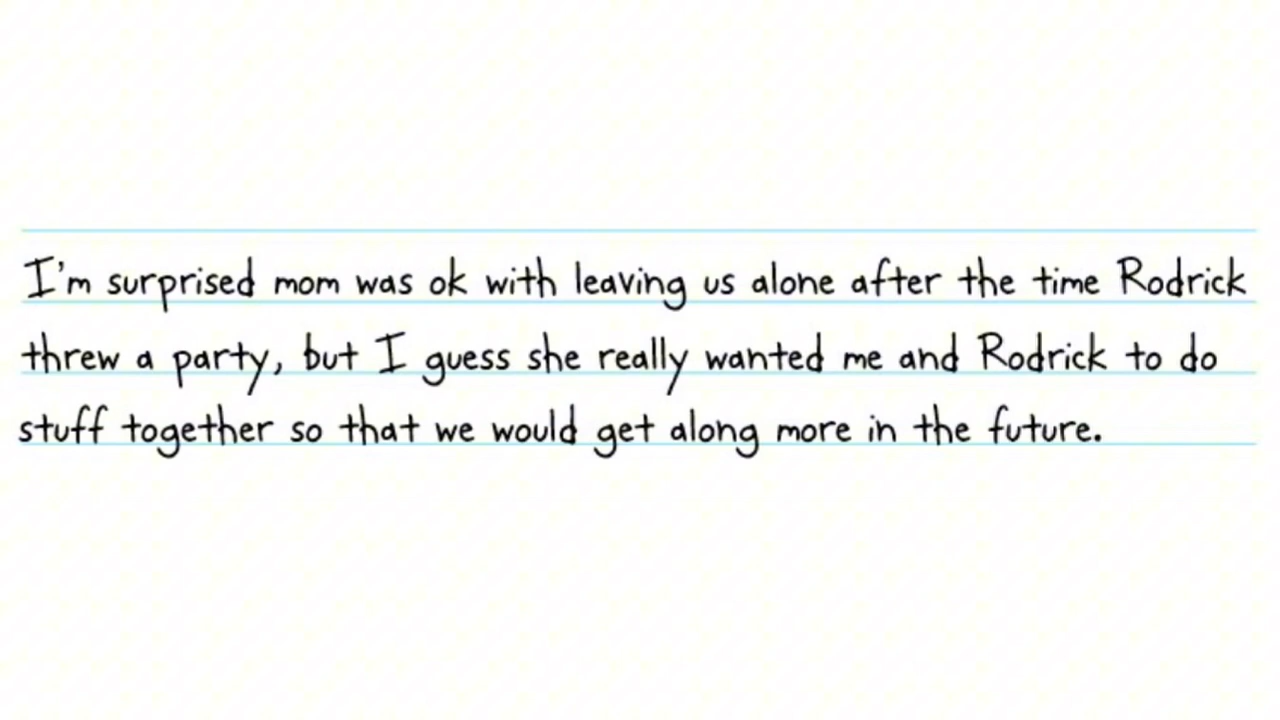 I'm surprised mom was ok with leaving us alone after the time Rodrick
threw a party, but I guess she really wanted me and Rodrick to do
stuff together so that we would get along more in the future.